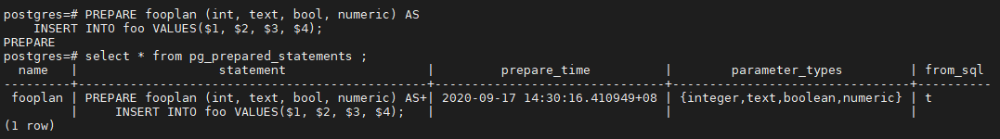 postgres=# PREPARE fooplan (int, text, bool, numeric) AS
    INSERT INTO foo VALUES($1, $2, $3, $4);
PREPARE
postgres=# select * from pg_prepared_statements ;
  name   |                    statement                     |         prepare_time          |        parameter_types         | from_sql
---------+--------------------------------------------------+-------------------------------+--------------------------------+----------
 fooplan | PREPARE fooplan (int, text, bool, numeric) AS+| 2020-09-17 14:30:16.410949+08 | {integer,text,boolean,numeric} | t
         |     INSERT INTO foo VALUES($1, $2, $3, $4);   |                               |                                |
(1 row)